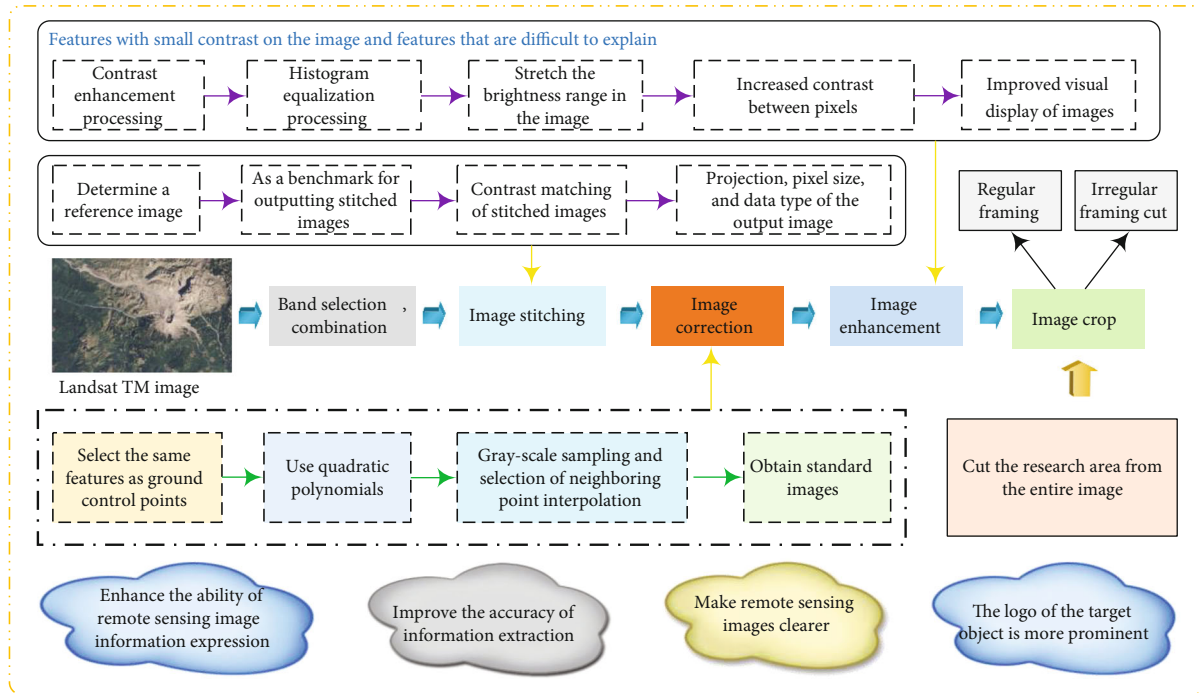 Features with small contrast on the image and features that are difficult to explain
Contrast
enhancement
processing
Histogram
equalization
processing
Stretch the
brightness range in
the image
Increased contrast
between pixels
Improved visual
display of images
Determine a
reference image
As a benchmark for
outputting stitched
images
Contrast matching
of stitched images
Projection, pixel size,
and data type of the
output image
Regular
framing
Irregular
framing cut
Landsat TM image
Band selection ,
combination
Image stitching
Image
correction
Image
enhancement
Image crop
Select the same
features as ground
control points
Use quadratic
polynomials
Gray-scale sampling and
selection of neighboring
point interpolation
Obtain standard
images
Cut the research area from
the entire image
Enhance the ability of
remote sensing image
information expression
Improve the accuracy of
information extraction
Make remote sensing
images clearer
The logo of the target
object is more prominent